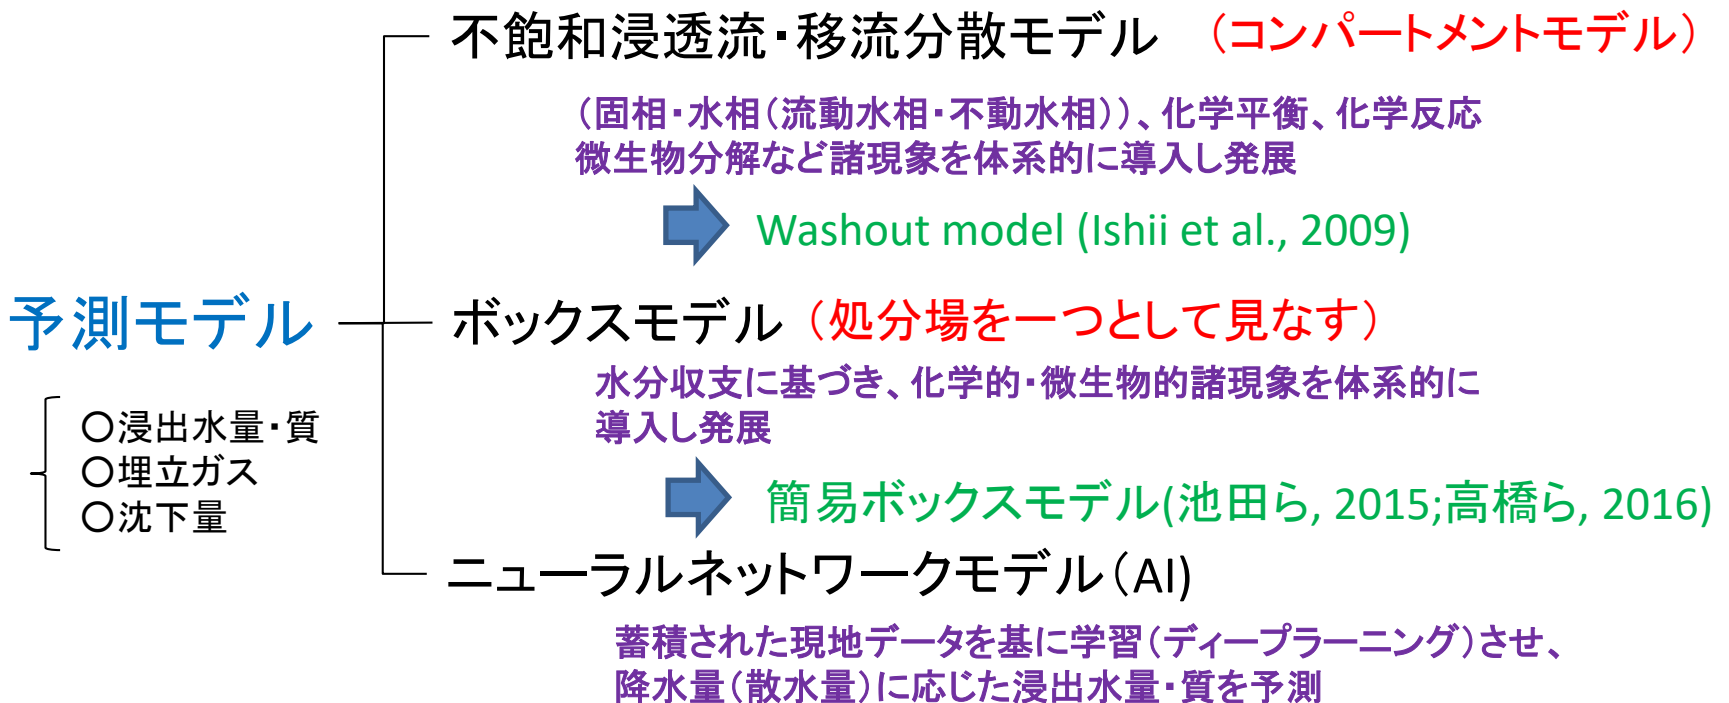 不飽和浸透流・移流分散モデル （コンパートメントモデル）
（固相・水相（流動水相・不動水相））、化学平衡、化学反応
微生物分解など諸現象を体系的に導入し発展
Washout model (Ishii et al., 2009)
予測モデル
ボックスモデル （処分場を一つとして見なす）
水分収支に基づき、化学的・微生物的諸現象を体系的に
導入し発展
〇浸出水量・質
〇埋立ガス
〇沈下量
簡易ボックスモデル(池田ら, 2015;高橋ら, 2016)
ニューラルネットワークモデル（AI)
蓄積された現地データを基に学習（ディープラーニング）させ、
降水量（散水量）に応じた浸出水量・質を予測